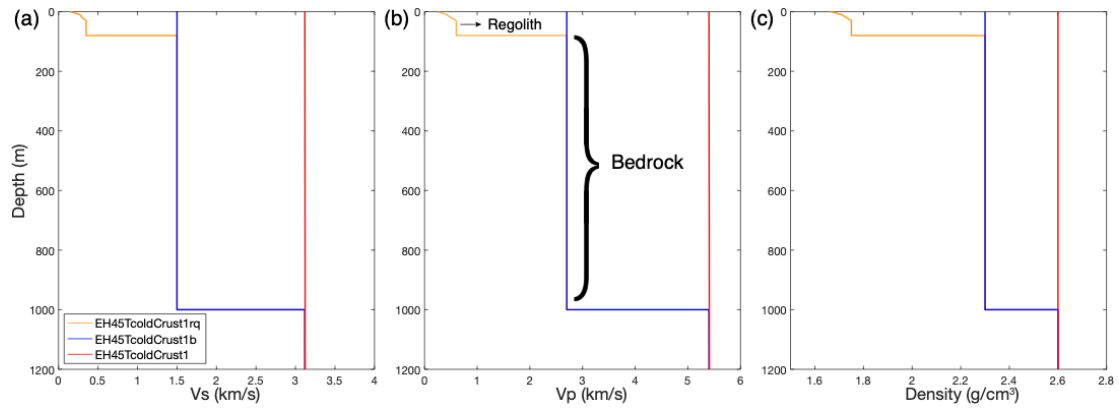 (a)
0
200
400
600
800
1000
1200
Depth (m)
EH45TcoldCrust1rq
EH45TcoldCrust1b
EH45TcoldCrust1
0 0.5 1 1.5 2 2.5 3 3.5 4
Vs (km/s)
(b)
0
200
400
600
800
1000
1200
Regolith
Bedrock
0 1 2 3 4 5 6
Vp (km/s)
(c)
0
200
400
600
800
1000
1200
1.6 1.8 2 2.2 2.4 2.6 2.8
Density (g/cm³)